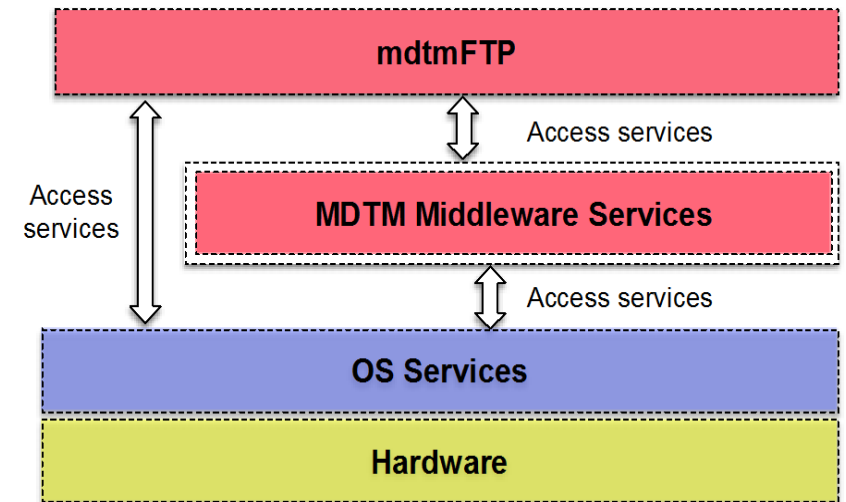 mdtmFTP
Access services
Access
services
MDTM Middleware Services
Access services
OS Services
Hardware